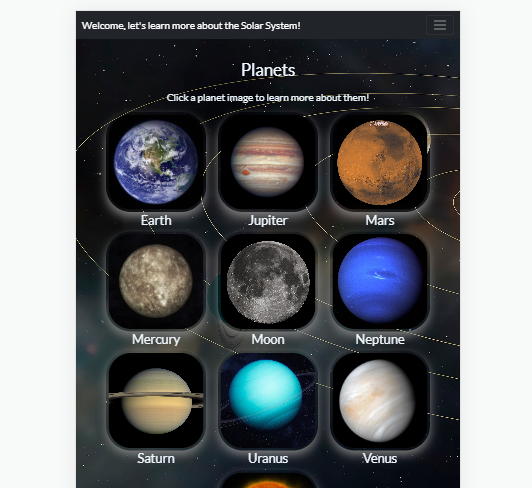 Welcome, let's learn more about the Solar System!
Planets
Click a planet image to learn more about them!
Earth
Jupiter
Mars
Mercury
Moon
Neptune
Saturn
Uranus
Venus